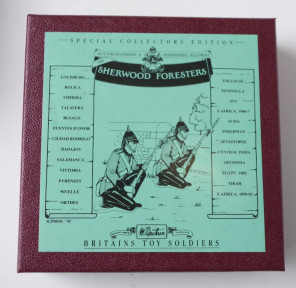 SPECIAL COLLECTORS EDITION
SHERWOOD FORESTERS
LOUISBURG
ROLICA
VIMIERA
TALAVERA
BUSACO
FUENTES D'ONOR
CIUDAD RODRIGO
BADAJOS
SALAMANCA
VITTORIA
PYRENEES
NIVELLE
ORTHES
TOULOUSE
PENINSULA
AVA
S.AFRICA, 1846-7
ALMA
INKERMAN
SEVASTOPOL
CENTRAL INDIA
ABYSSINIA
EGYPT, 1882
TIRAH
S.AFRICA, 1899-02
Britains
BRITAINS TOY SOLDIERS